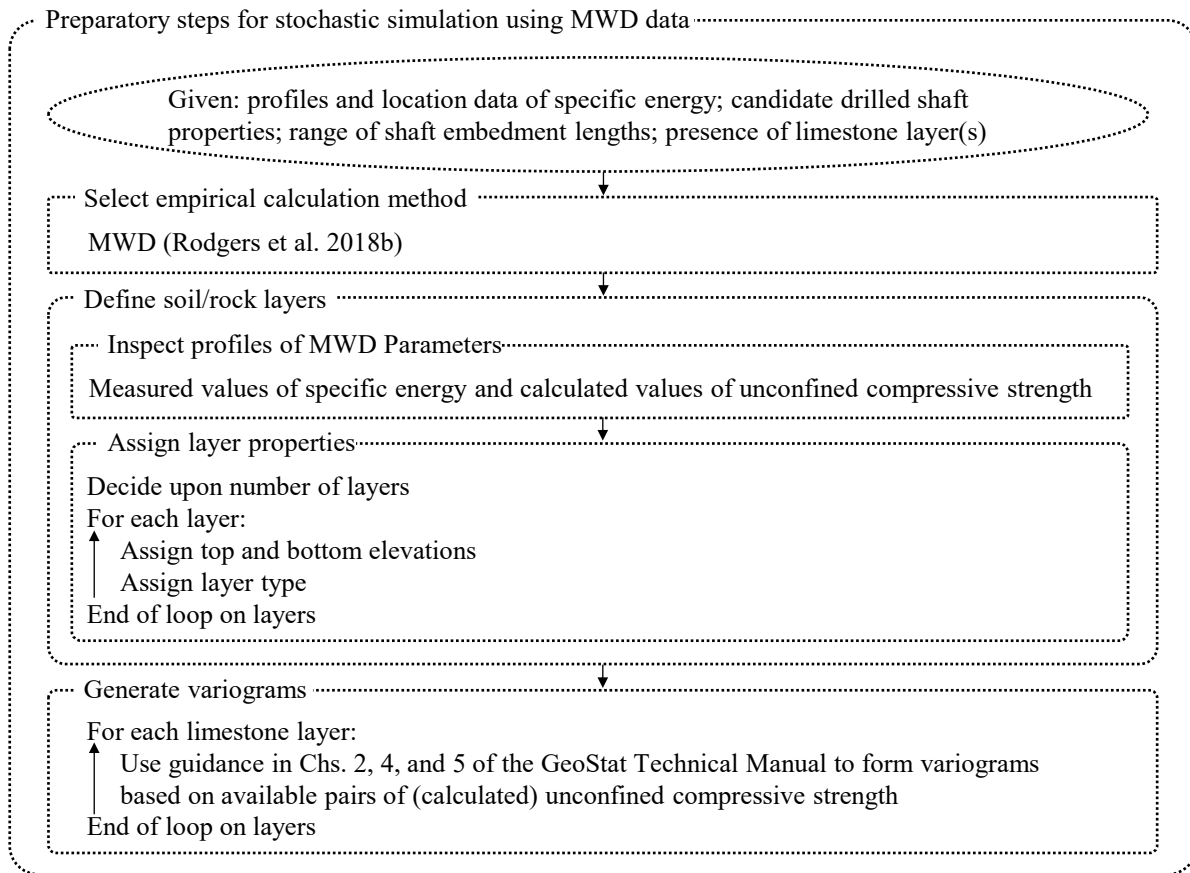 Preparatory steps for stochastic simulation using MWD data
Given: profiles and location data of specific energy; candidate drilled shaft
properties; range of shaft embedment lengths; presence of limestone layer(s)
Select empirical calculation method
MWD (Rodgers et al. 2018b)
Define soil/rock layers
Inspect profiles of MWD Parameters
Measured values of specific energy and calculated values of unconfined compressive strength
Assign layer properties
Decide upon number of layers
For each layer:
Assign top and bottom elevations
Assign layer type
End of loop on layers
Generate variograms
For each limestone layer:
Use guidance in Chs. 2, 4, and 5 of the GeoStat Technical Manual to form variograms
based on available pairs of (calculated) unconfined compressive strength
End of loop on layers